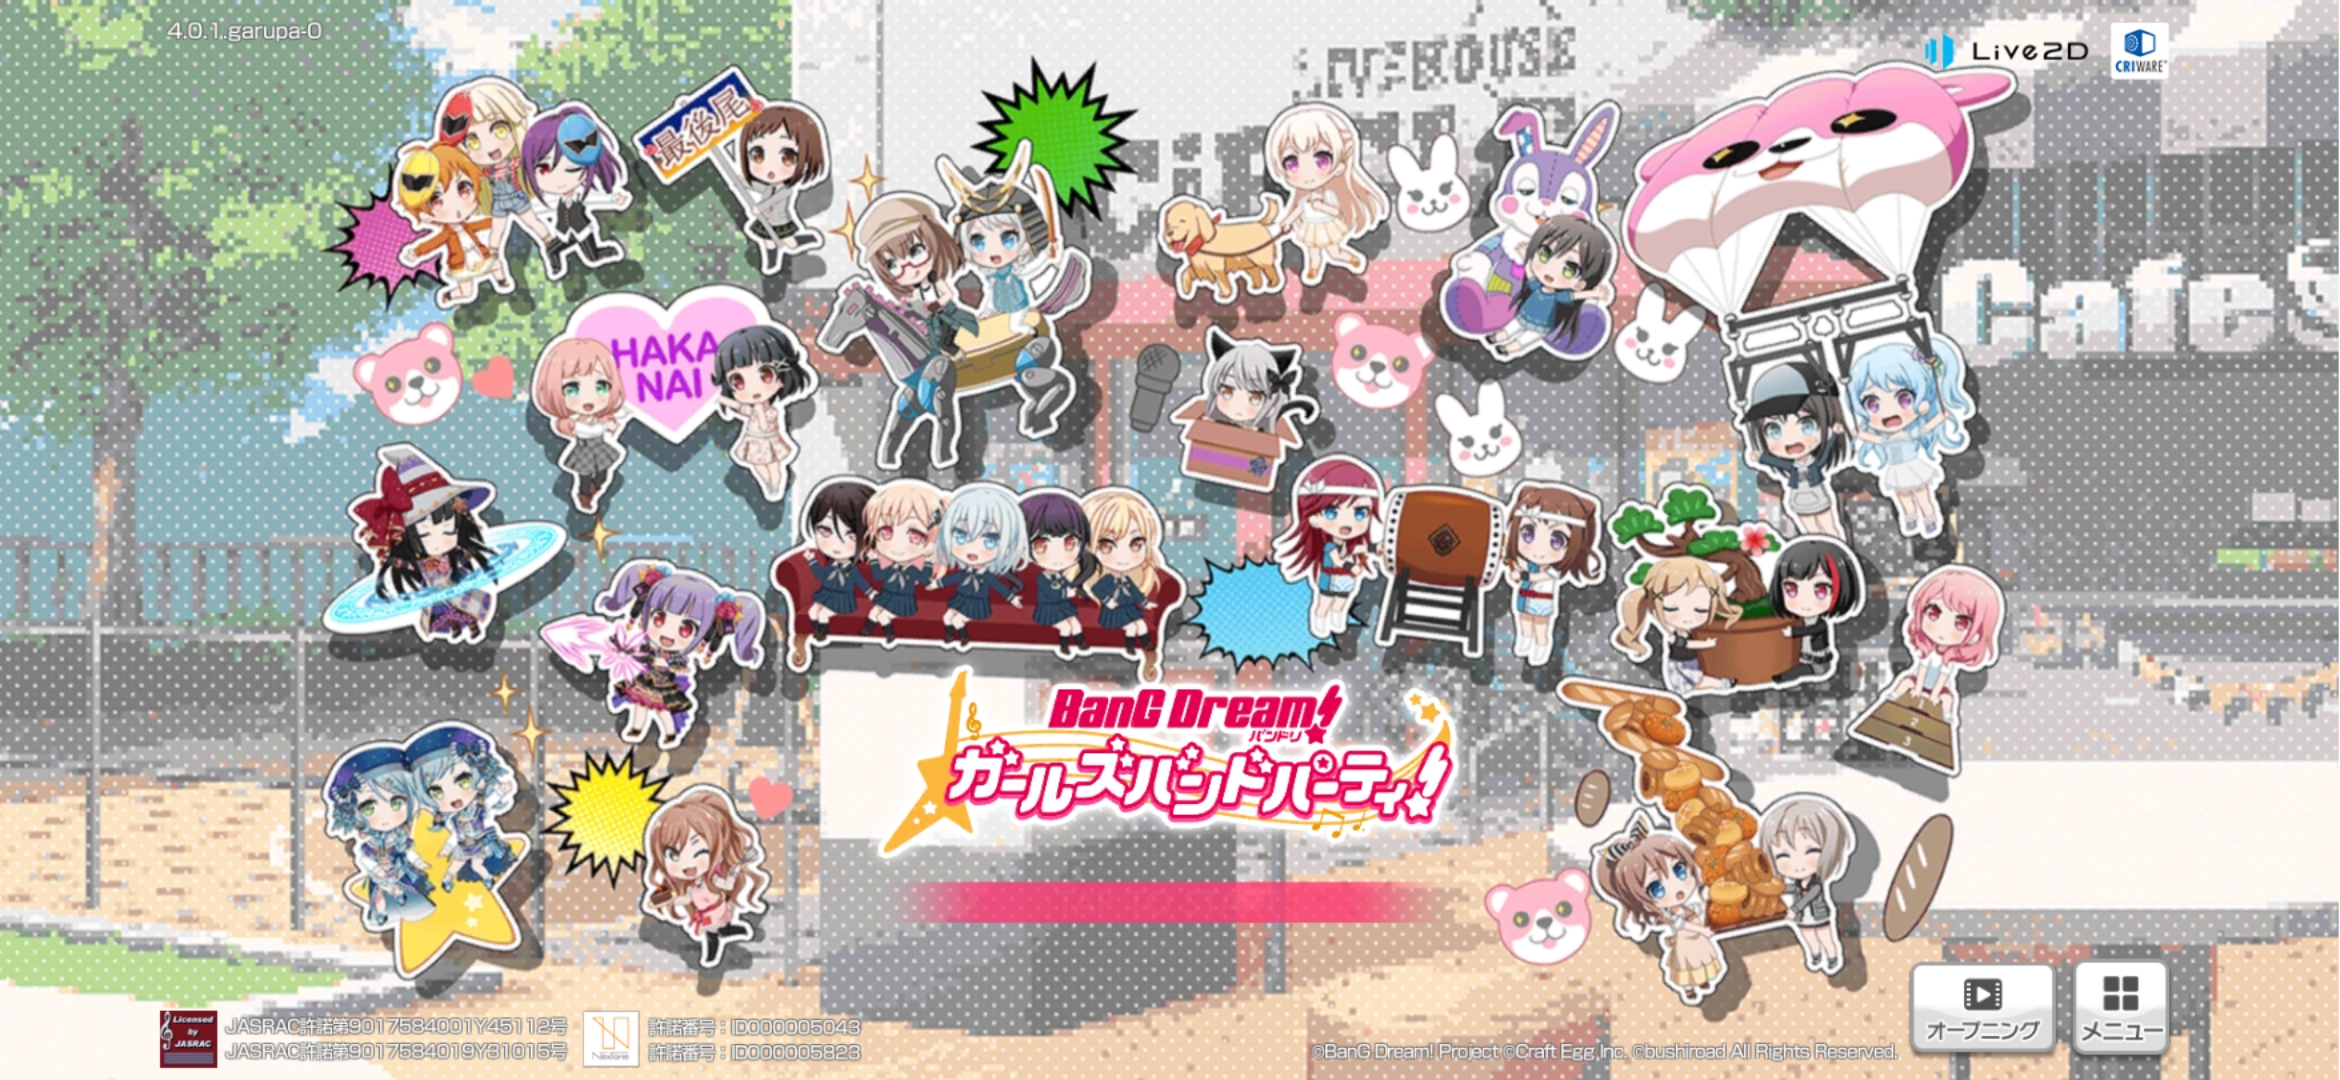 4.0.1.garupa-0
LIVEHOUSE
Live2D
CRIWARE
最後尾
HAKA
NAI
Cafe
BanG Dream!
バンドリ!
ガールズバンドパーティ!
1
2
3
オープニング
メニュー
Licensed
by
JASRAC
JASRAC許諾第9017584001Y45112号
JASRAC許諾第9017584019Y31015号
NexTone
許諾番号:ID000005043
許諾番号:ID000005823
©BanG Dream! Project ©Craft Egg Inc. ©bushiroad All Rights Reserved.